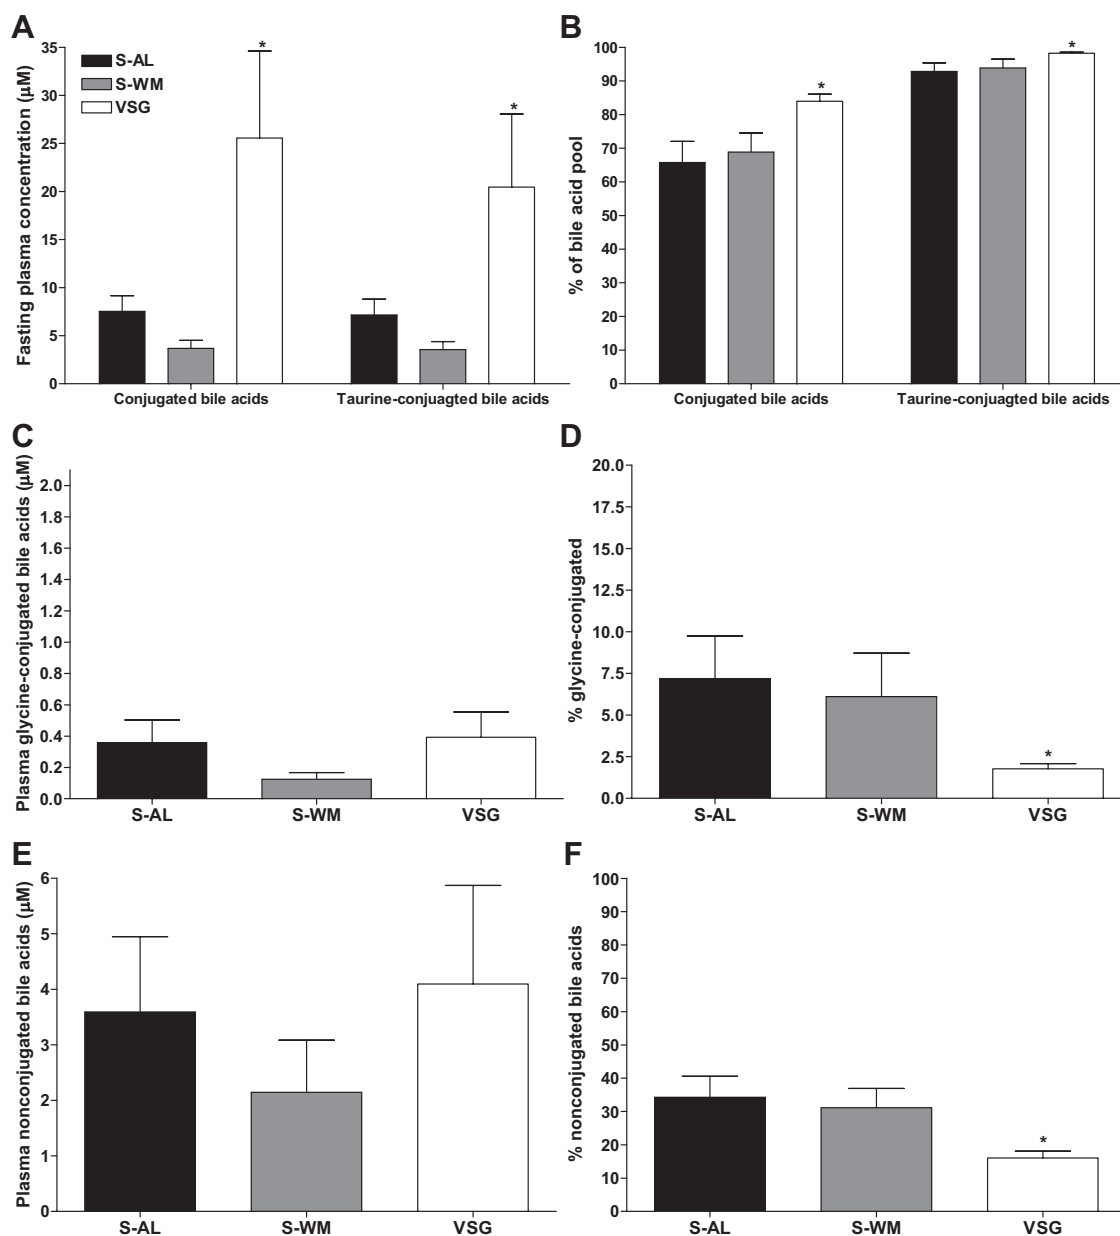 A
Fasting plasma concentration (µM)
35
30
25
20
15
10
5
0
S-AL
S-WM
VSG
*
*
Conjugated bile acids
Taurine-conjuagted bile acids
B
% of bile acid pool
100
90
80
70
60
50
40
30
20
10
0
*
*
Conjugated bile acids
Taurine-conjuagted bile acids
C
Plasma glycine-conjugated bile acids (µM)
2.0
1.8
1.6
1.4
1.2
1.0
0.8
0.6
0.4
0.2
0.0
S-AL
S-WM
VSG
D
% glycine-conjugated
20.0
17.5
15.0
12.5
10.0
7.5
5.0
2.5
0.0
*
S-AL
S-WM
VSG
E
Plasma nonconjugated bile acids (µM)
6
5
4
3
2
1
0
S-AL
S-WM
VSG
F
% nonconjugated bile acids
100
90
80
70
60
50
40
30
20
10
0
*
S-AL
S-WM
VSG